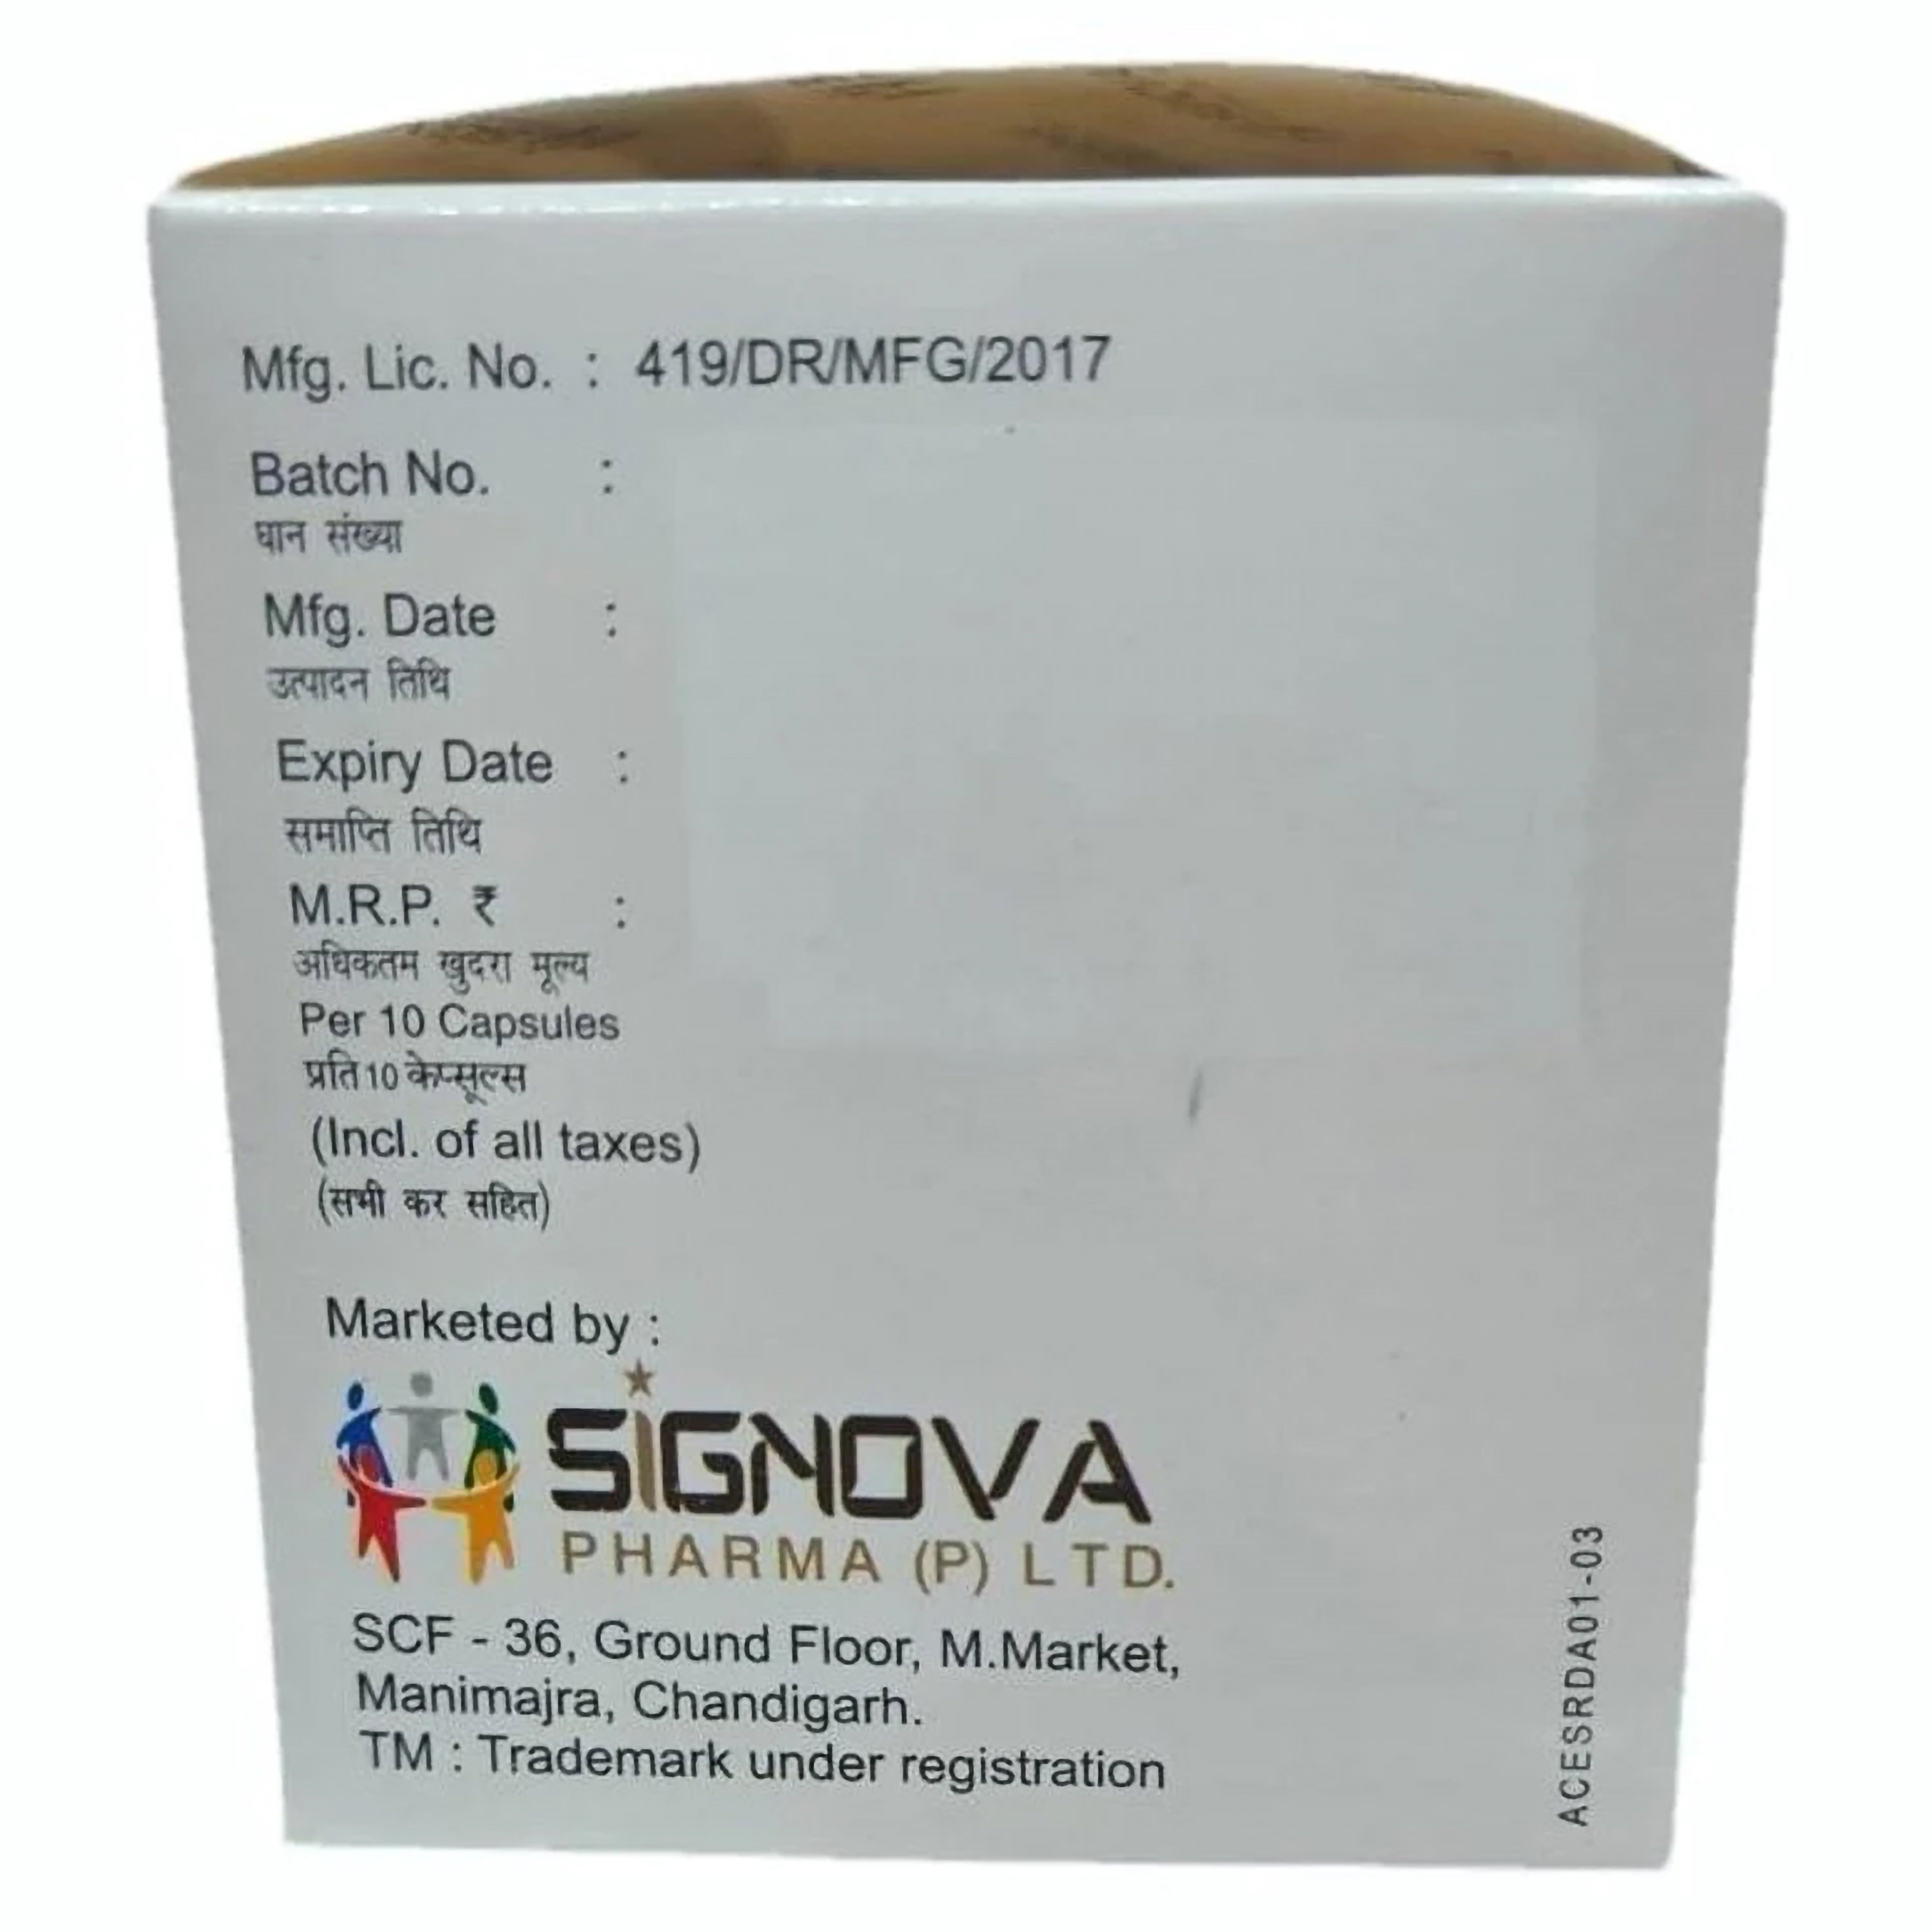 Mfg. Lic. No. : 419/DR/MFG/2017
Batch No. :
घान संख्या
Mfg. Date :
उत्पादन तिथि
Expiry Date :
समाप्ति तिथि
M.R.P. ₹ :
अधिकतम खुदरा मूल्य
Per 10 Capsules
प्रति 10 केप्सूल्स
(Incl. of all taxes)
(सभी कर सहित)
Marketed by :
SIGNOVA
PHARMA (P) LTD.
SCF - 36, Ground Floor, M.Market,
Manimajra, Chandigarh.
TM : Trademark under registration
ACESRDA01-03